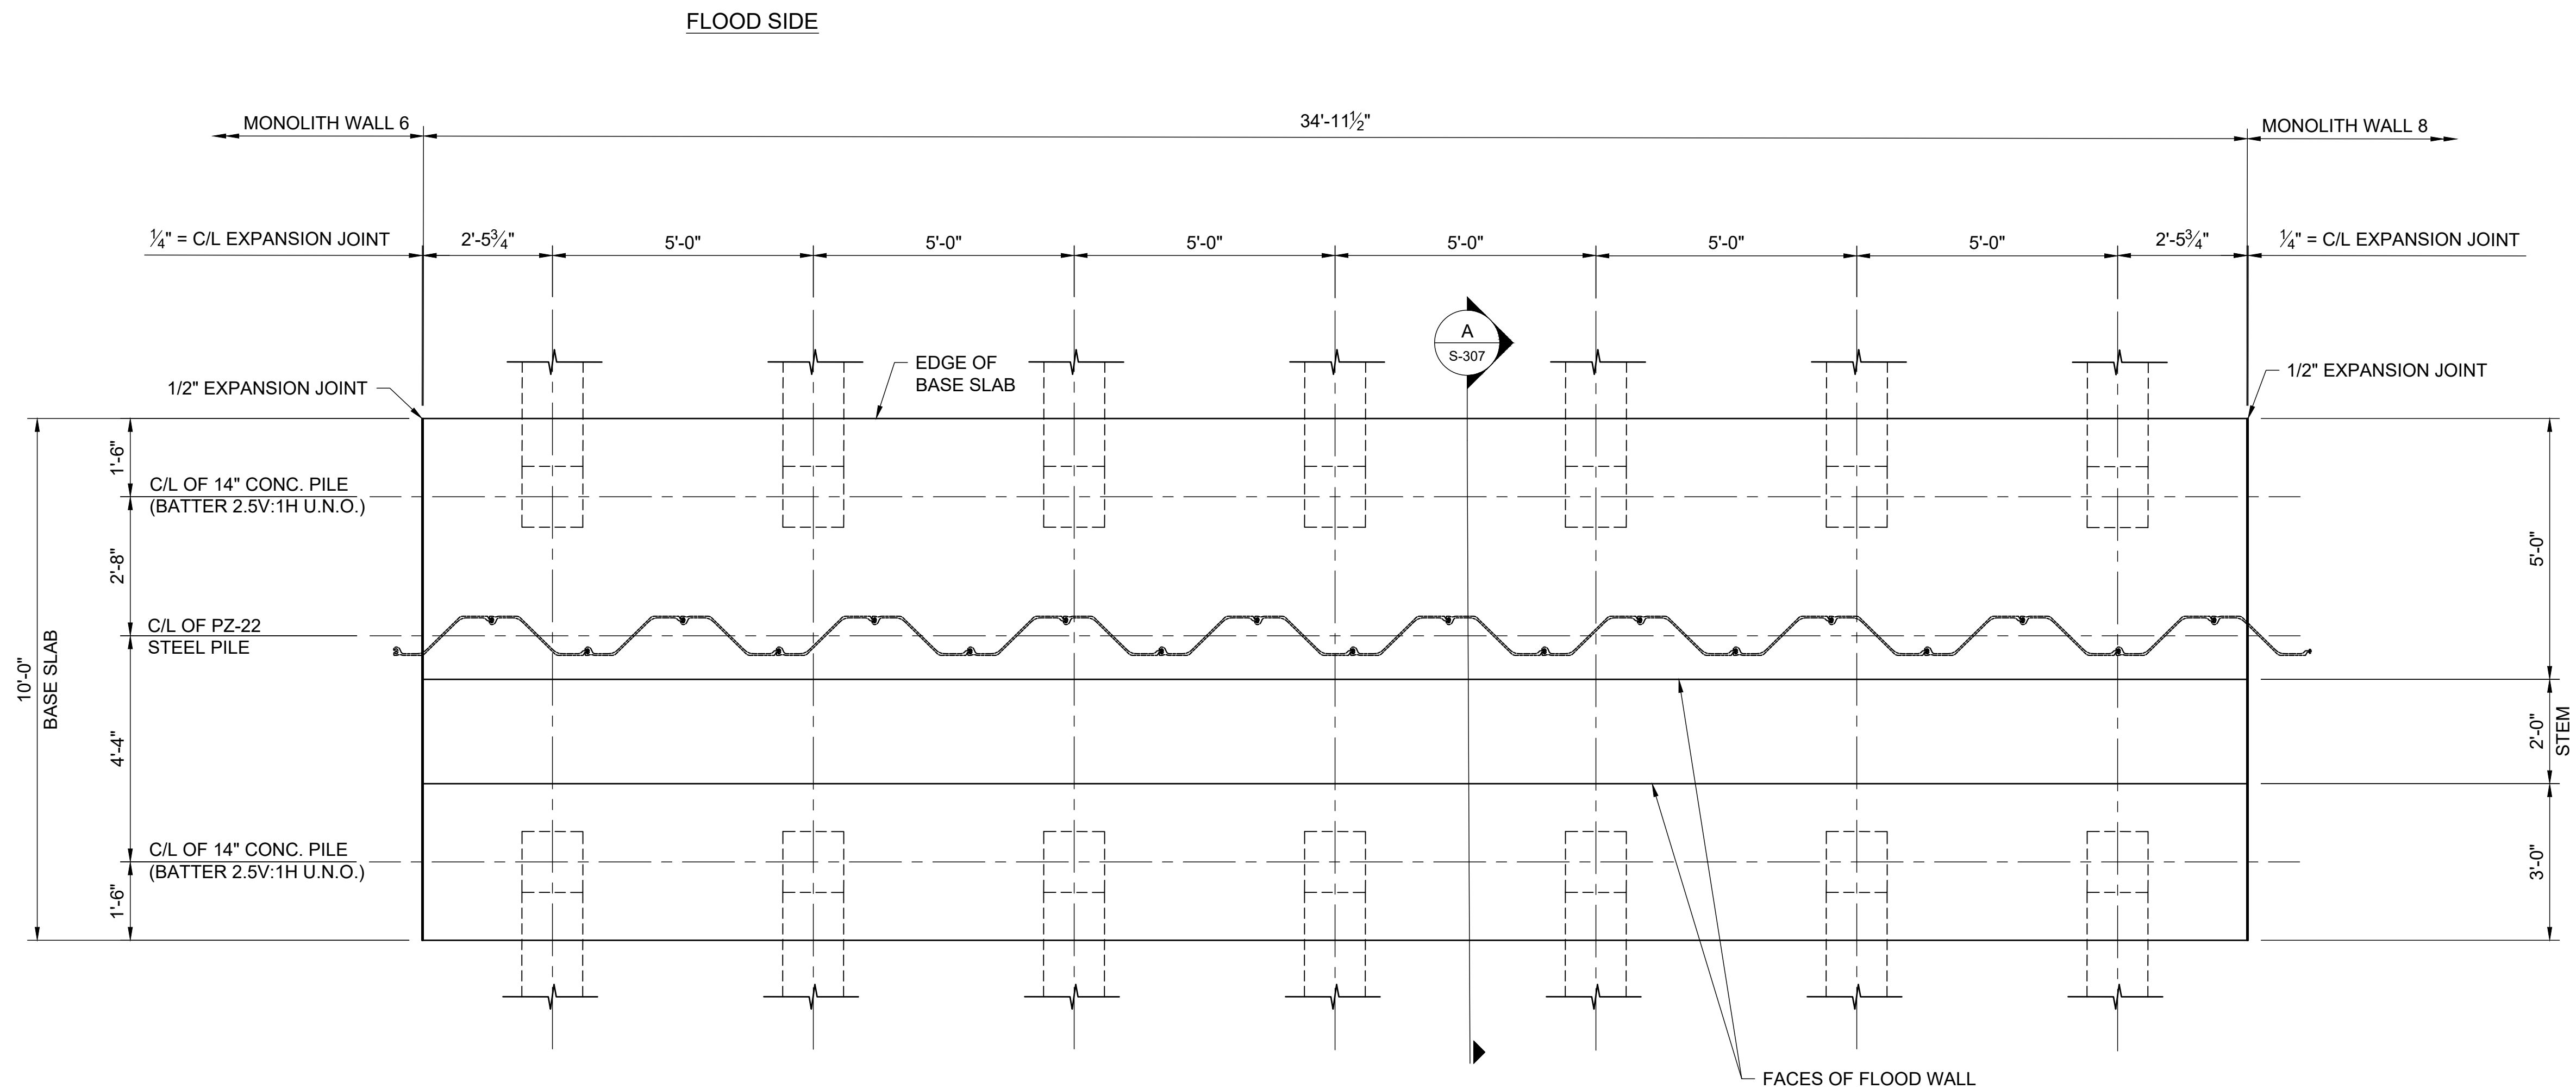 FLOOD SIDE
MONOLITH WALL 6
34'-11½"
MONOLITH WALL 8
¼" = C/L EXPANSION JOINT
2'-5¾"
5'-0"
5'-0"
5'-0"
5'-0"
5'-0"
5'-0"
2'-5¾"
¼" = C/L EXPANSION JOINT
A
S-307
EDGE OF
BASE SLAB
1/2" EXPANSION JOINT
1/2" EXPANSION JOINT
1'-6"
C/L OF 14" CONC. PILE
(BATTER 2.5V:1H U.N.O.)
2'-8"
5'-0"
C/L OF PZ-22
STEEL PILE
10'-0"
BASE SLAB
4'-4"
2'-0"
STEM
C/L OF 14" CONC. PILE
(BATTER 2.5V:1H U.N.O.)
1'-6"
3'-0"
FACES OF FLOOD WALL